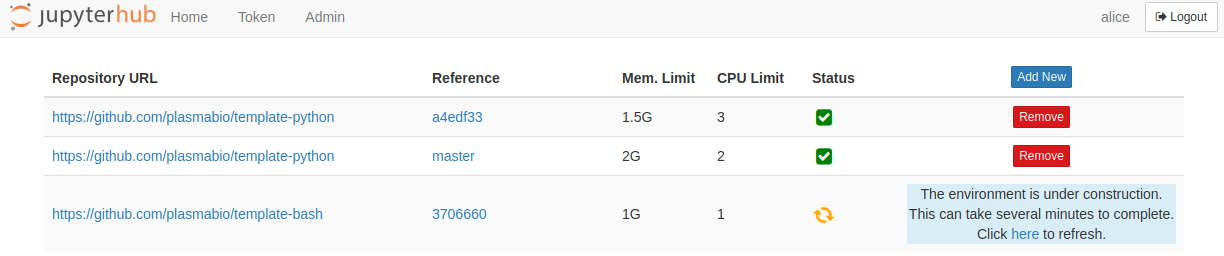 jupyterhub Home Token Admin alice Logout
Repository URL Reference Mem. Limit CPU Limit Status Add New
https://github.com/plasmabio/template-python a4edf33 1.5G 3 Remove
https://github.com/plasmabio/template-python master 2G 2 Remove
The environment is under construction.
https://github.com/plasmabio/template-bash 3706660 1G 1 This can take several minutes to complete.
Click here to refresh.